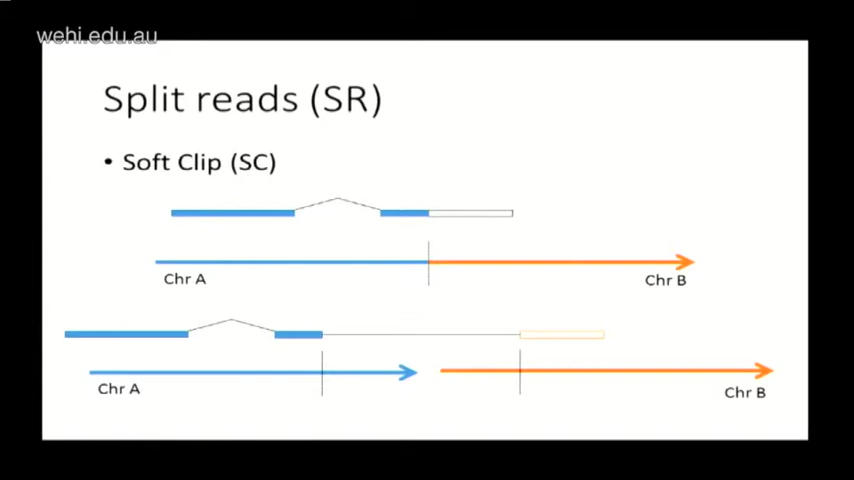 wehi.edu.au
Split reads (SR)
• Soft Clip (SC)
Chr A
Chr B
Chr A
Chr B